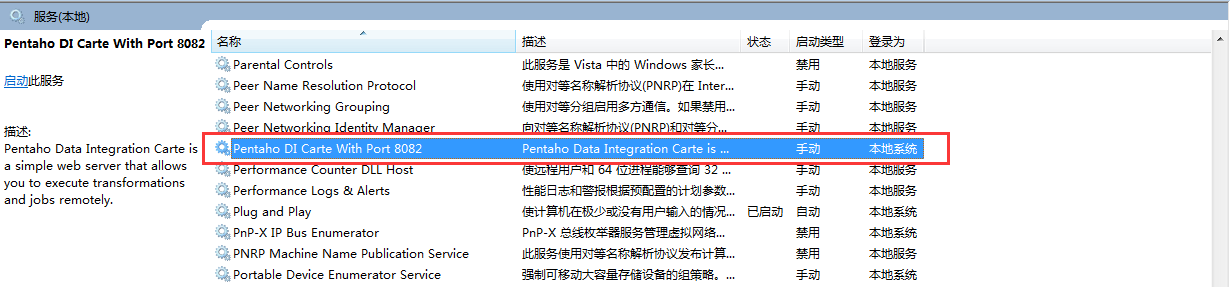 服务(本地)
Pentaho DI Carte With Port 8082
启动此服务
描述:
Pentaho Data Integration Carte is
a simple web server that allows
you to execute transformations
and jobs remotely.
名称 描述 状态 启动类型 登录为
Parental Controls 此服务是 Vista 中的 Windows 家长... 禁用 本地服务
Peer Name Resolution Protocol 使用对等名称解析协议(PNRP)在 Inter... 手动 本地服务
Peer Networking Grouping 使用对等分组启用多方通信。如果禁用... 手动 本地服务
Peer Networking Identity Manager 向对等名称解析协议(PNRP)和对等分... 手动 本地服务
Pentaho DI Carte With Port 8082 Pentaho Data Integration Carte is ... 手动 本地系统
Performance Counter DLL Host 使远程用户和 64 位进程能够查询 32 ... 手动 本地服务
Performance Logs & Alerts 性能日志和警报根据预配置的计划参数... 手动 本地服务
Plug and Play 使计算机在极少或没有用户输入的情况... 已启动 自动 本地系统
PnP-X IP Bus Enumerator PnP-X 总线枚举器服务管理虚拟网络... 禁用 本地系统
PNRP Machine Name Publication Service 此服务使用对等名称解析协议发布计算... 手动 本地服务
Portable Device Enumerator Service 强制可移动大容量存储设备的组策略。... 手动 本地系统